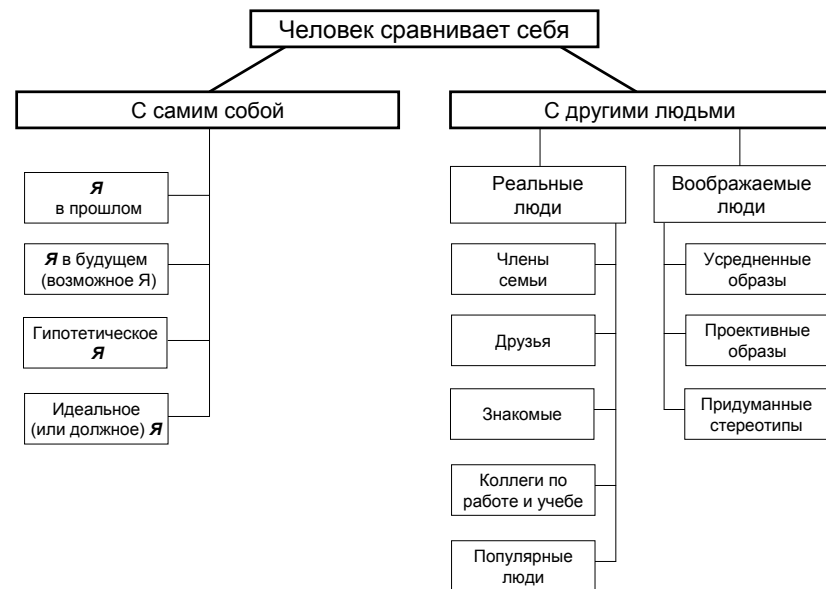 Человек сравнивает себя
С самим собой
Я
в прошлом
Я в будущем
(возможное Я)
Гипотетическое
Я
Идеальное
(или должное) Я
С другими людьми
Реальные
люди
Члены
семьи
Друзья
Знакомые
Коллеги по
работе и учебе
Популярные
люди
Воображаемые
люди
Усредненные
образы
Проективные
образы
Придуманные
стереотипы